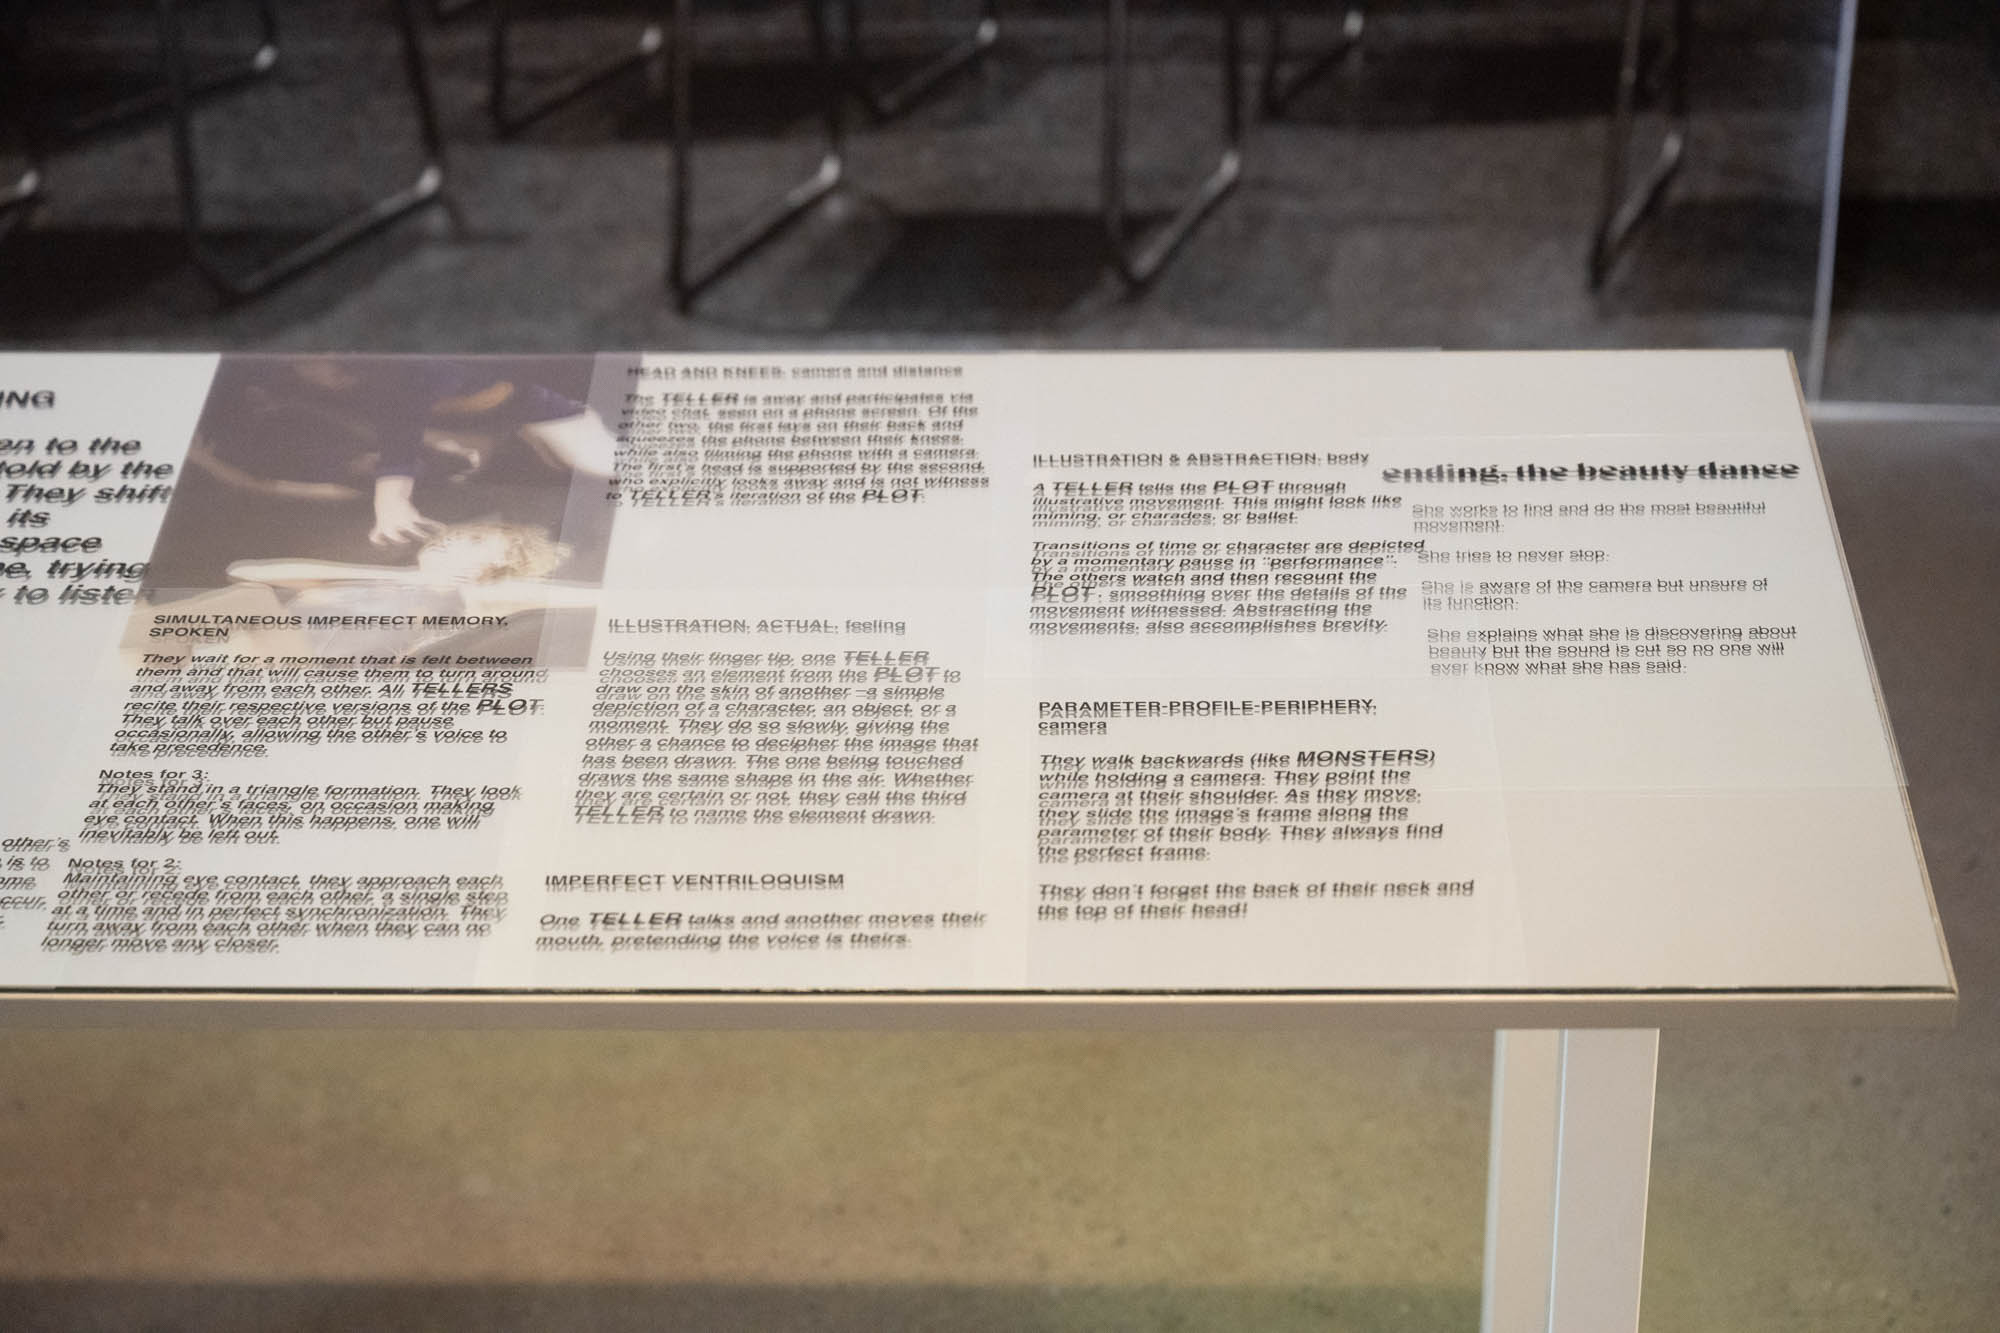 ING
en to the
told by the
They shift
its
space
e, trying
to listen
other's
is to
ome
occur,
SIMULTANEOUS IMPERFECT MEMORY,
SPOKEN
They wait for a moment that is felt between
them and that will cause them to turn around
and away from each other. All TELLERS
recite their respective versions of the PLOT.
They talk over each other but pause
occasionally, allowing the other's voice to
take precedence.
Notes for 3:
They stand in a triangle formation. They look
at each other's faces, on occasion making
eye contact. When this happens, one will
inevitably be left out.
Notes for 2:
Maintaining eye contact, they approach each
other or recede from each other, a single step
at a time and in perfect synchronization. They
turn away from each other when they can no
longer move any closer.
HEAD AND KNEES: camera and distance
The TELLER is away and participates via
video chat, seen on a phone screen. Of the
other two, the first lays on their back and
squeezes the phone between their knees,
while also filming the phone with a camera.
The first's head is supported by the second,
who explicitly looks away and is not witness
to TELLER's iteration of the PLOT.
ILLUSTRATION, ACTUAL: feeling
Using their finger tip, one TELLER
chooses an element from the PLOT to
draw on the skin of another –a simple
depiction of a character, an object, or a
moment. They do so slowly, giving the
other a chance to decipher the image that
has been drawn. The one being touched
draws the same shape in the air. Whether
they are certain or not, they call the third
TELLER to name the element drawn.
IMPERFECT VENTRILOQUISM
One TELLER talks and another moves their
mouth, pretending the voice is theirs.
ILLUSTRATION & ABSTRACTION: body
A TELLER tells the PLOT through
illustrative movement. This might look like
miming, or charades, or ballet.
Transitions of time or character are depicted
by a momentary pause in "performance".
The others watch and then recount the
PLOT, smoothing over the details of the
movement witnessed. Abstracting the
movements, also accomplishes brevity.
PARAMETER-PROFILE-PERIPHERY,
camera
They walk backwards (like MONSTERS)
while holding a camera. They point the
camera at their shoulder. As they move,
they slide the image's frame along the
parameter of their body. They always find
the perfect frame.
They don't forget the back of their neck and
the top of their head!
ending, the beauty dance
She works to find and do the most beautiful
movement.
She tries to never stop.
She is aware of the camera but unsure of
its function.
She explains what she is discovering about
beauty but the sound is cut so no one will
ever know what she has said.